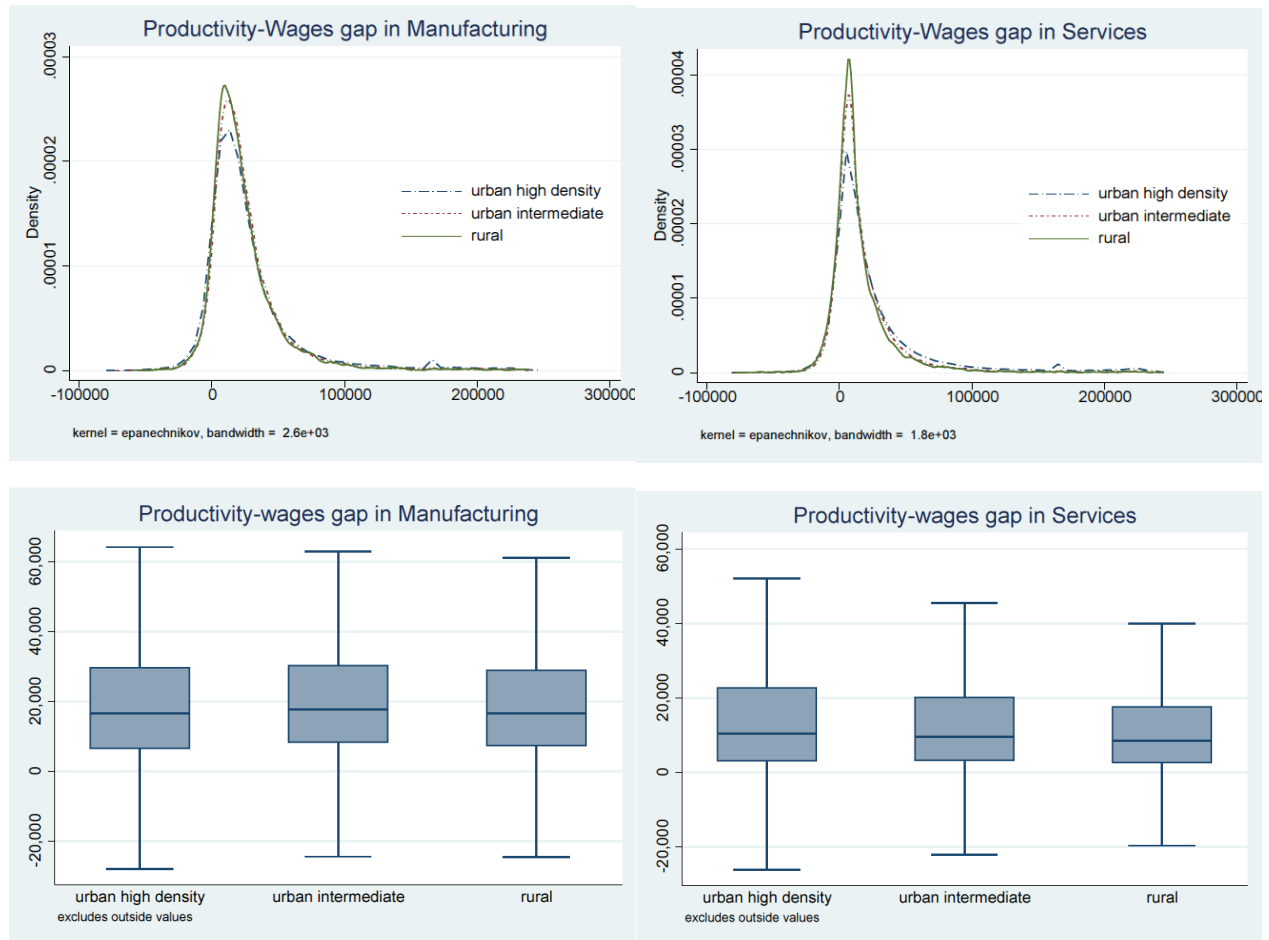 Productivity-Wages gap in Manufacturing
Density
.00003
.00002
.00001
0
urban high density
urban intermediate
rural
-100000
0
100000
200000
300000
kernel = epanechnikov, bandwidth = 2.6e+03
Productivity-Wages gap in Services
Density
.00004
.00003
.00002
.00001
0
urban high density
urban intermediate
rural
-100000
0
100000
200000
300000
kernel = epanechnikov, bandwidth = 1.8e+03
Productivity-wages gap in Manufacturing
60,000
40,000
20,000
0
-20,000
urban high density
urban intermediate
rural
excludes outside values
Productivity-wages gap in Services
60,000
40,000
20,000
0
-20,000
urban high density
urban intermediate
rural
excludes outside values